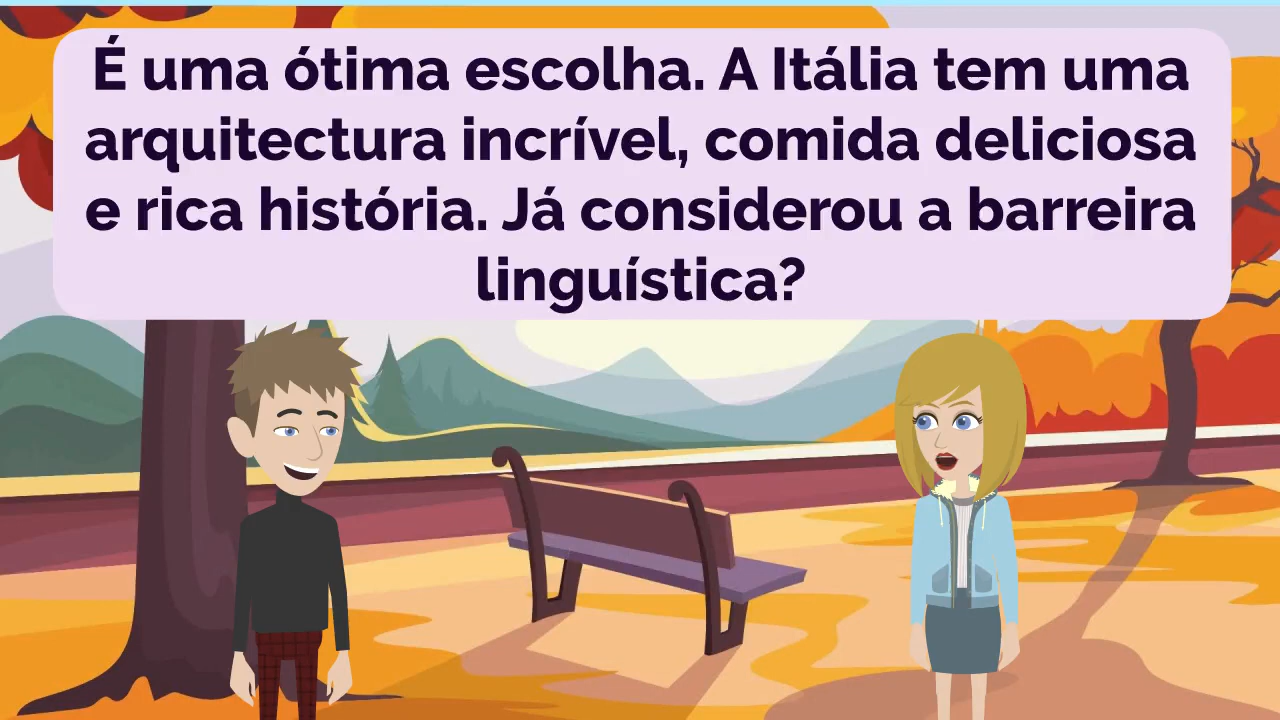 É uma ótima escolha. A Itália tem uma
arquitectura incrível, comida deliciosa
e rica história. Já considerou a barreira
linguística?